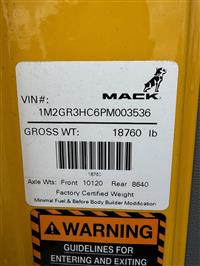 MACK
VIN#:
1M2GR3HC6PM003536
GROSS WT: 18760 lb
18760
Axle Wts: Front 10120 Rear 8640
Factory Certified Weight
Minimal Fuel & Before Body Builder Modification
WARNING
GUIDELINES FOR
ENTERING AND EXITING